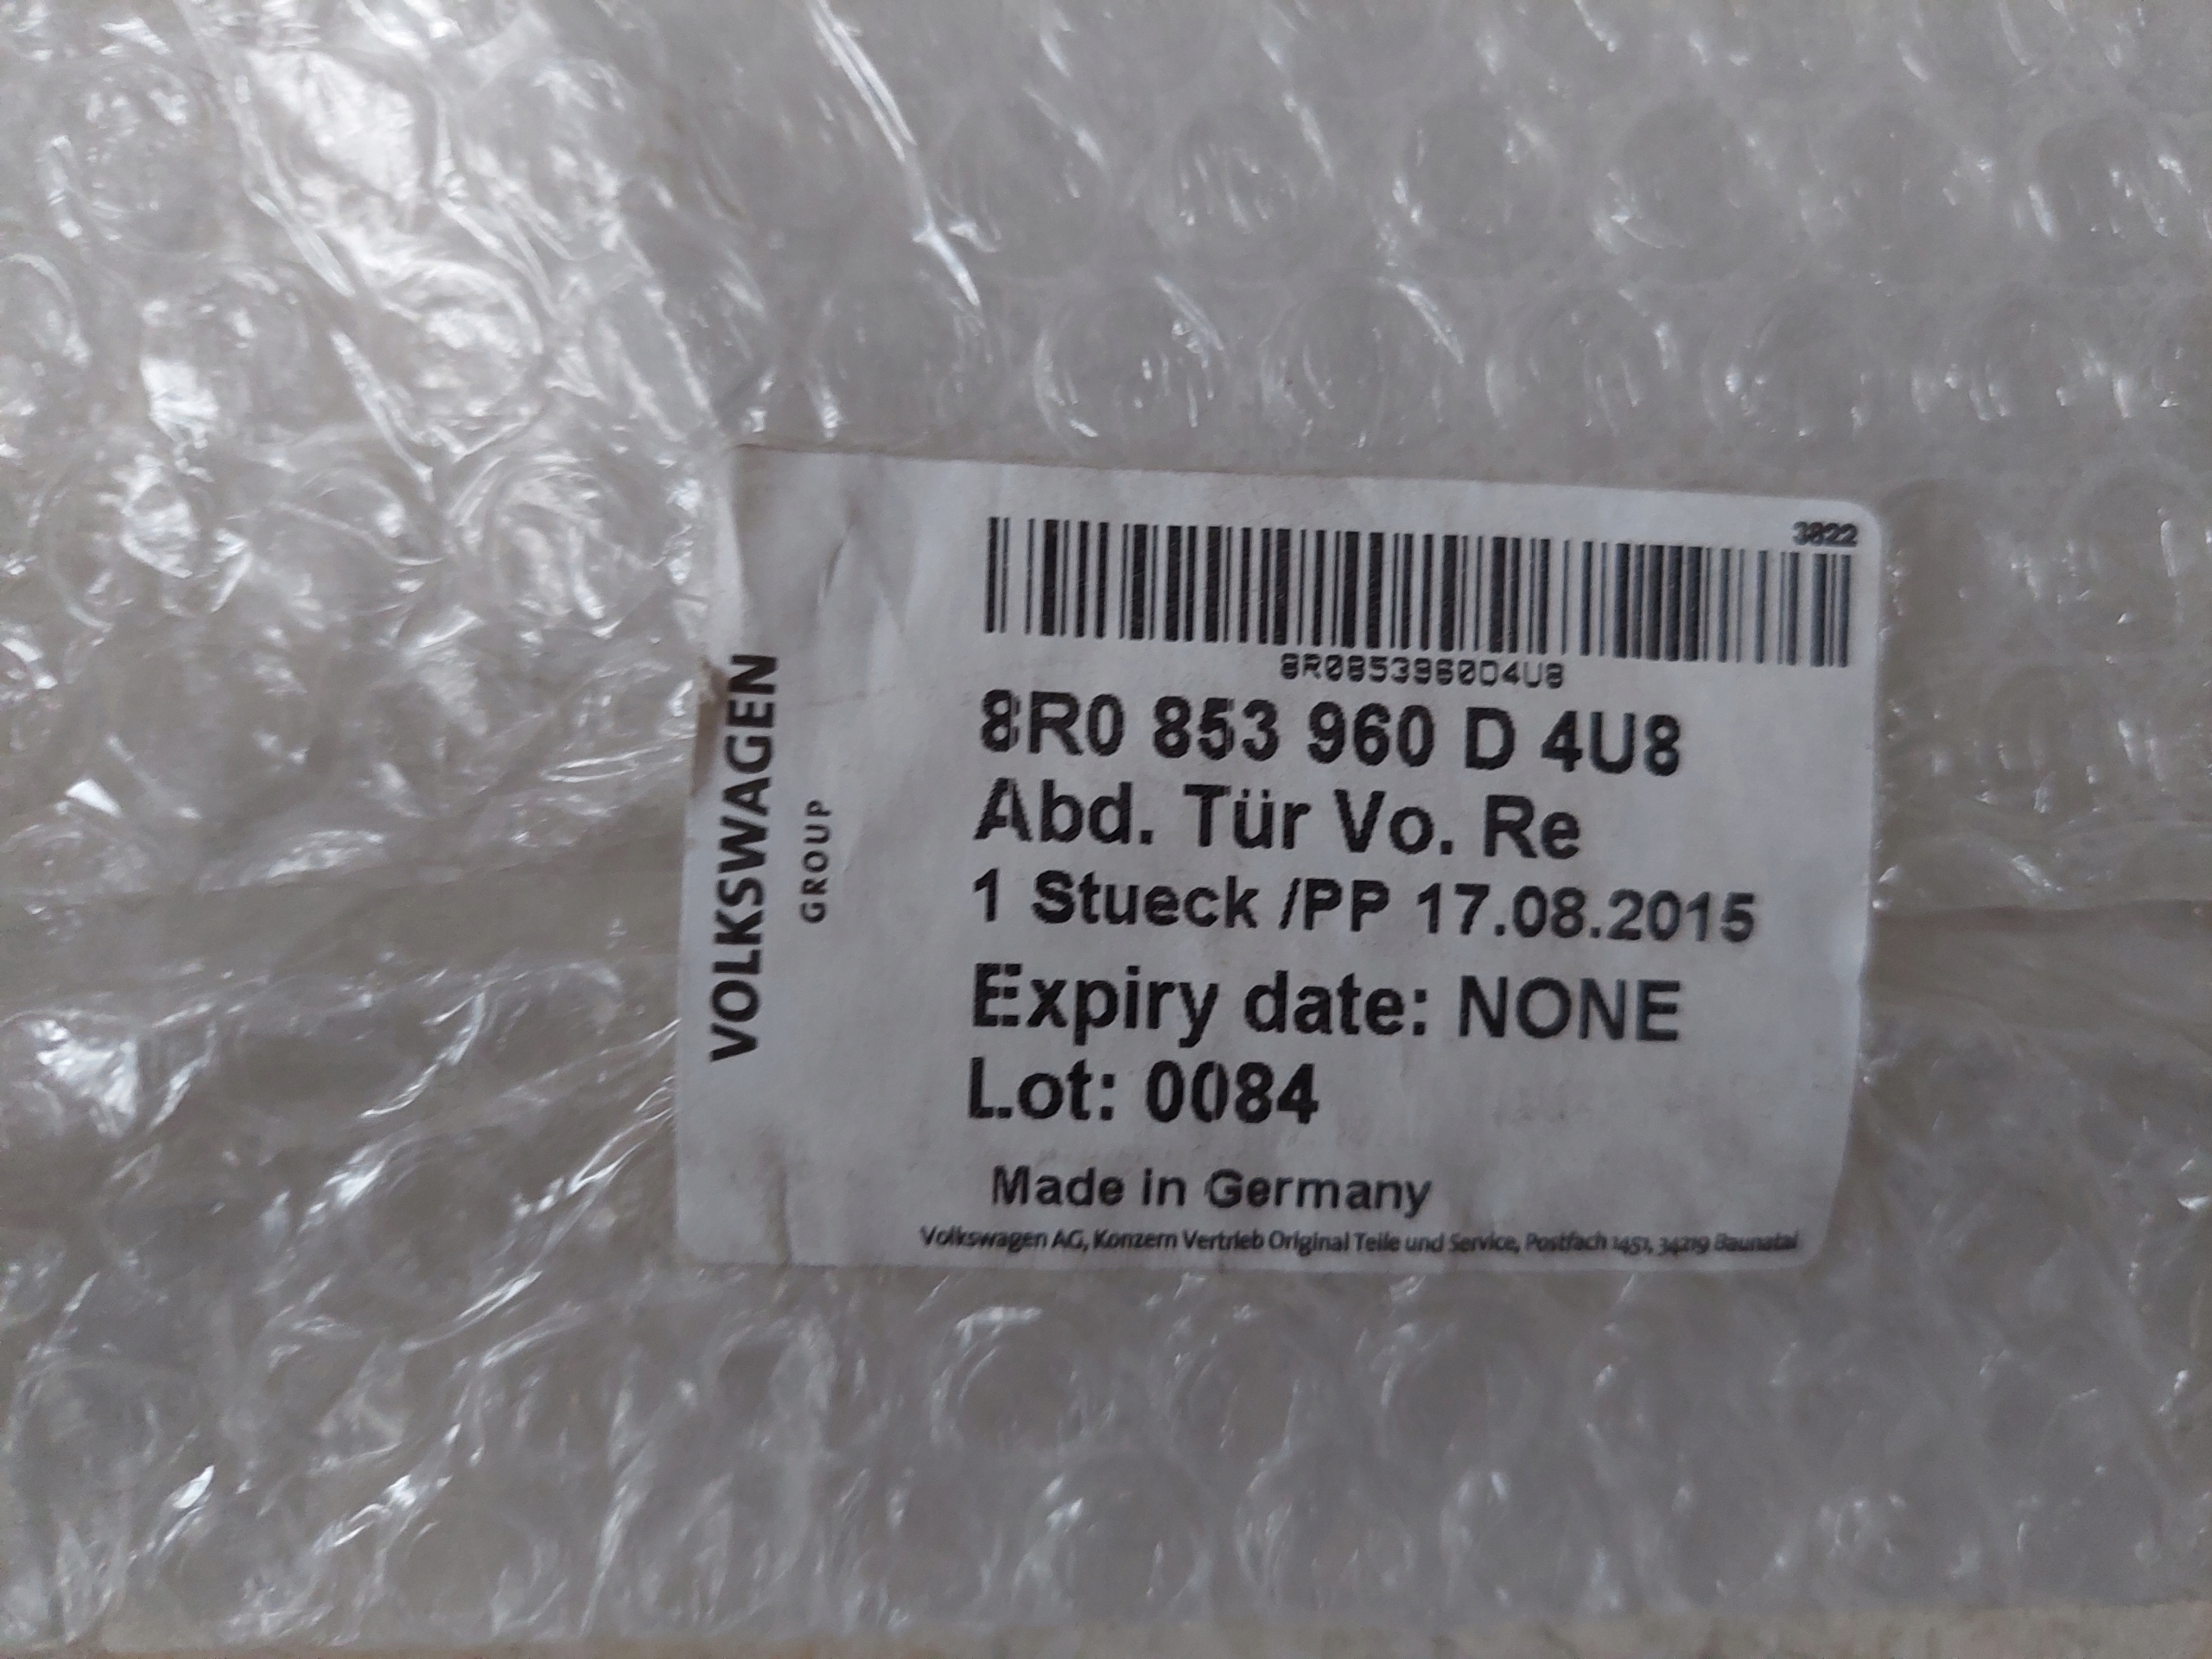 3822
8R0853960D4U8
8R0 853 960 D 4U8
Abd. Tür Vo. Re
1 Stueck /PP 17.08.2015
Expiry date: NONE
Lot: 0084
Made in Germany
Volkswagen AG, Konzern Vertrieb Original Teile und Service, Postfach 1451, 34219 Baunatal
VOLKSWAGEN
GROUP